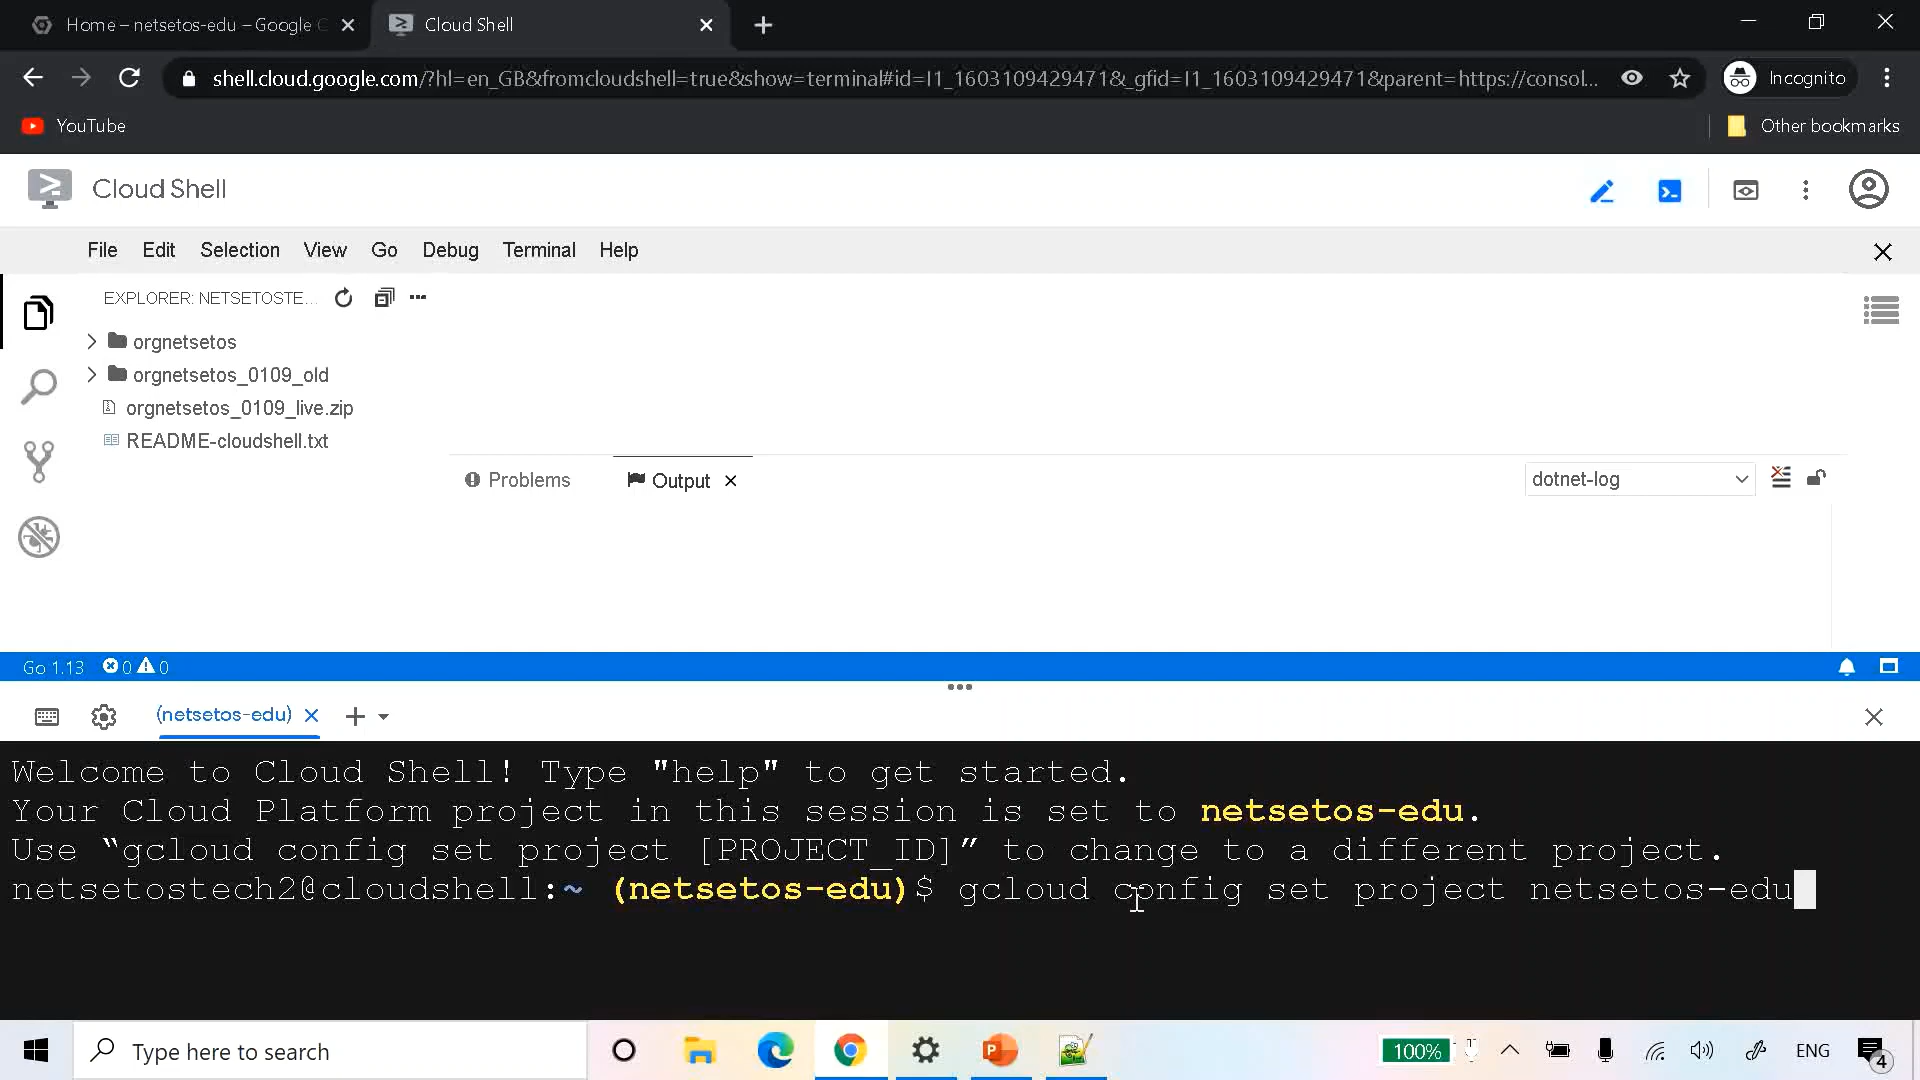 Home – netsetos-edu – Google C
Cloud Shell
shell.cloud.google.com/?hl=en_GB&fromcloudshell=true&show=terminal#id=I1_1603109429471&_gfid=I1_1603109429471&parent=https://consol...
Incognito
YouTube
Other bookmarks
Cloud Shell
File Edit Selection View Go Debug Terminal Help
EXPLORER: NETSETOSTE...
orgnetsetos
orgnetsetos_0109_old
orgnetsetos_0109_live.zip
README-cloudshell.txt
Problems Output
dotnet-log
Go 1.13 0 0
(netsetos-edu)
Welcome to Cloud Shell! Type "help" to get started.
Your Cloud Platform project in this session is set to netsetos-edu.
Use “gcloud config set project [PROJECT_ID]” to change to a different project.
netsetostech2@cloudshell:~ (netsetos-edu)$ gcloud config set project netsetos-edu
Type here to search
100%
ENG
4